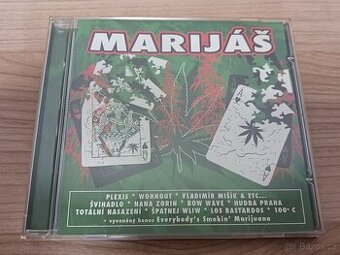 MARIJÁŠ
PLEXIS * WOHNOUT * VLADIMÍR MIŠÍK & ETC...
ŠVIHADLO * NANA ZORIN * BOW WAVE * HUDBA PRAHA
TOTÁLNÍ NASAZENÍ * ŠPATNEJ WLIW * LOS BASTARDOS * 100° C
+ vyvoněný bonus Everybody's Smokin' Marijuana